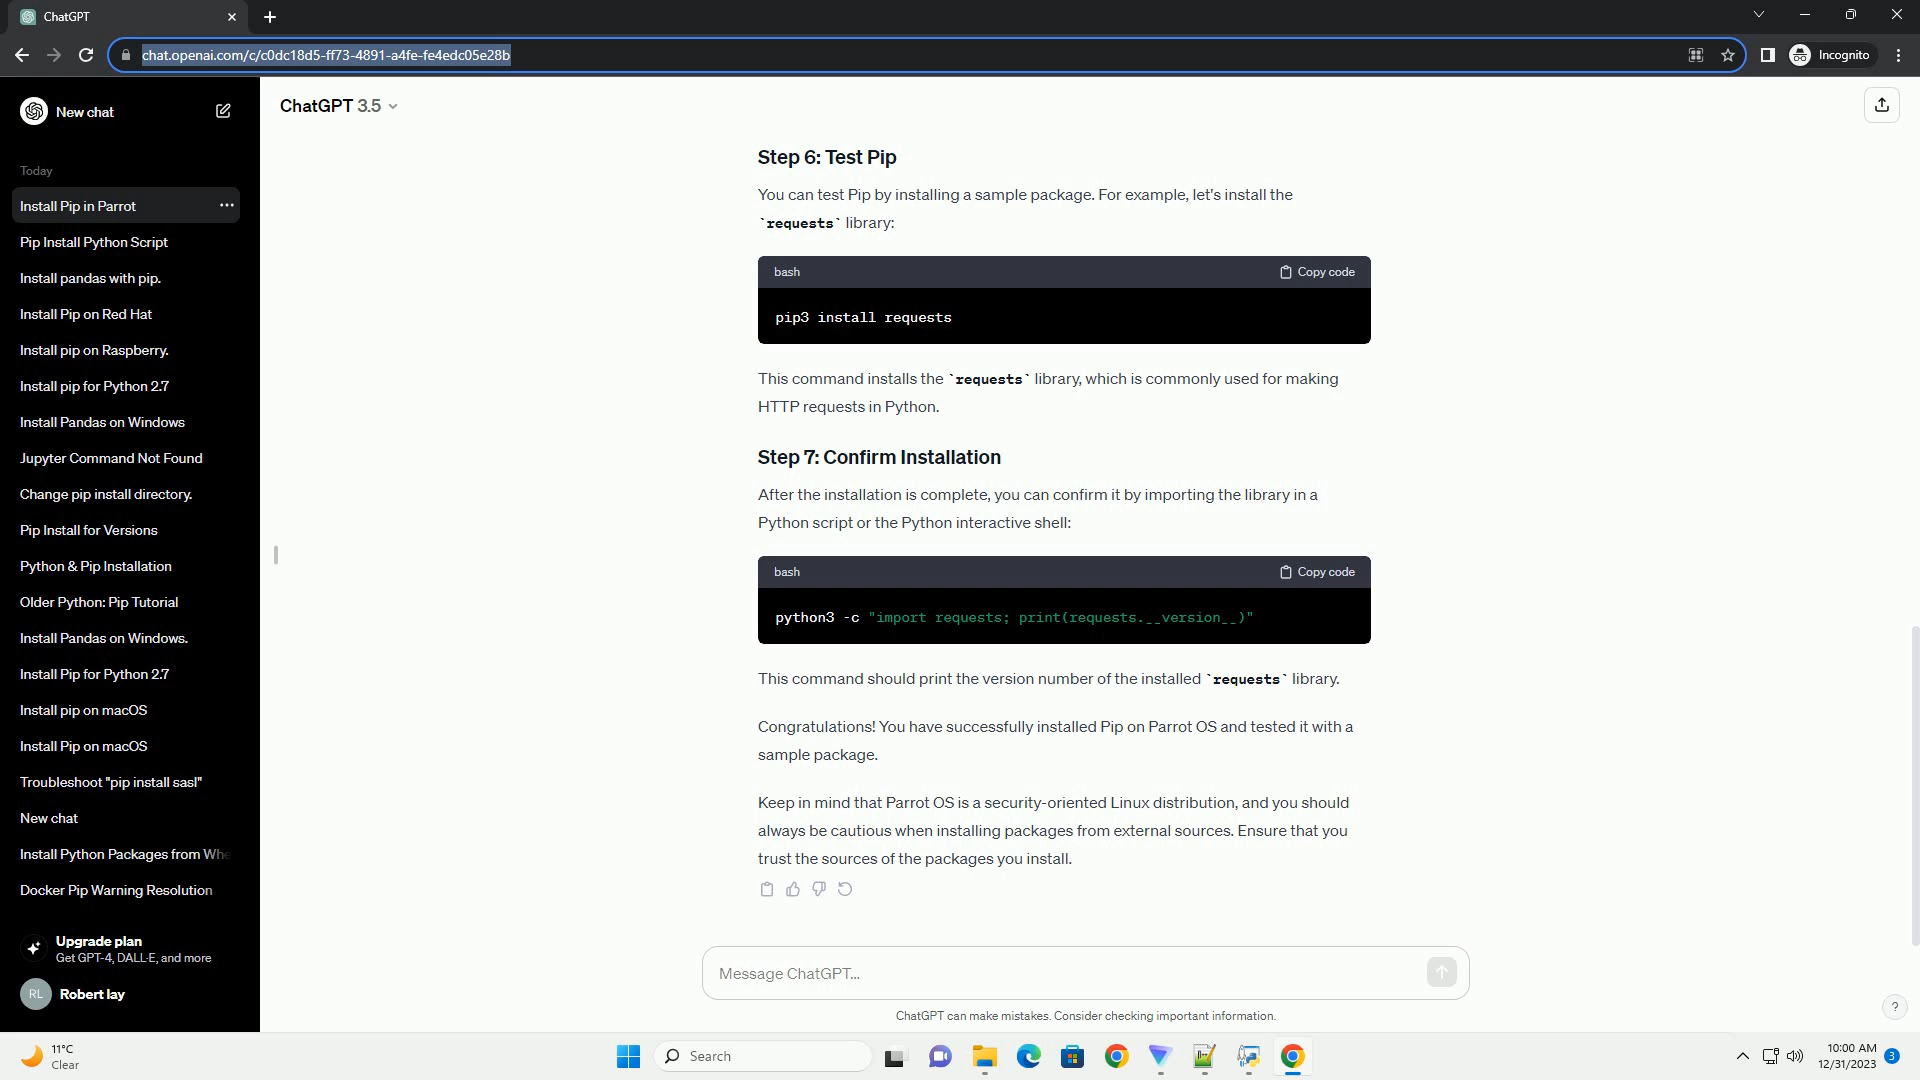 ChatGPT
chat.openai.com/c/c0dc18d5-ff73-4891-a4fe-fe4edc05e28b
Incognito
New chat
ChatGPT 3.5
Today
Install Pip in Parrot
Pip Install Python Script
Install pandas with pip.
Install Pip on Red Hat
Install pip on Raspberry.
Install pip for Python 2.7
Install Pandas on Windows
Jupyter Command Not Found
Change pip install directory.
Pip Install for Versions
Python & Pip Installation
Older Python: Pip Tutorial
Install Pandas on Windows.
Install Pip for Python 2.7
Install pip on macOS
Install Pip on macOS
Troubleshoot "pip install sasl"
New chat
Install Python Packages from Whe
Docker Pip Warning Resolution
Upgrade plan
Get GPT-4, DALL·E, and more
RL
Robert lay
Step 6: Test Pip
You can test Pip by installing a sample package. For example, let's install the
`requests` library:
bash
Copy code
pip3 install requests
This command installs the `requests` library, which is commonly used for making
HTTP requests in Python.
Step 7: Confirm Installation
After the installation is complete, you can confirm it by importing the library in a
Python script or the Python interactive shell:
bash
Copy code
python3 -c "import requests; print(requests.__version__)"
This command should print the version number of the installed `requests` library.
Congratulations! You have successfully installed Pip on Parrot OS and tested it with a
sample package.
Keep in mind that Parrot OS is a security-oriented Linux distribution, and you should
always be cautious when installing packages from external sources. Ensure that you
trust the sources of the packages you install.
Message ChatGPT...
ChatGPT can make mistakes. Consider checking important information.
?
11°C
Clear
Search
10:00 AM
12/31/2023
3